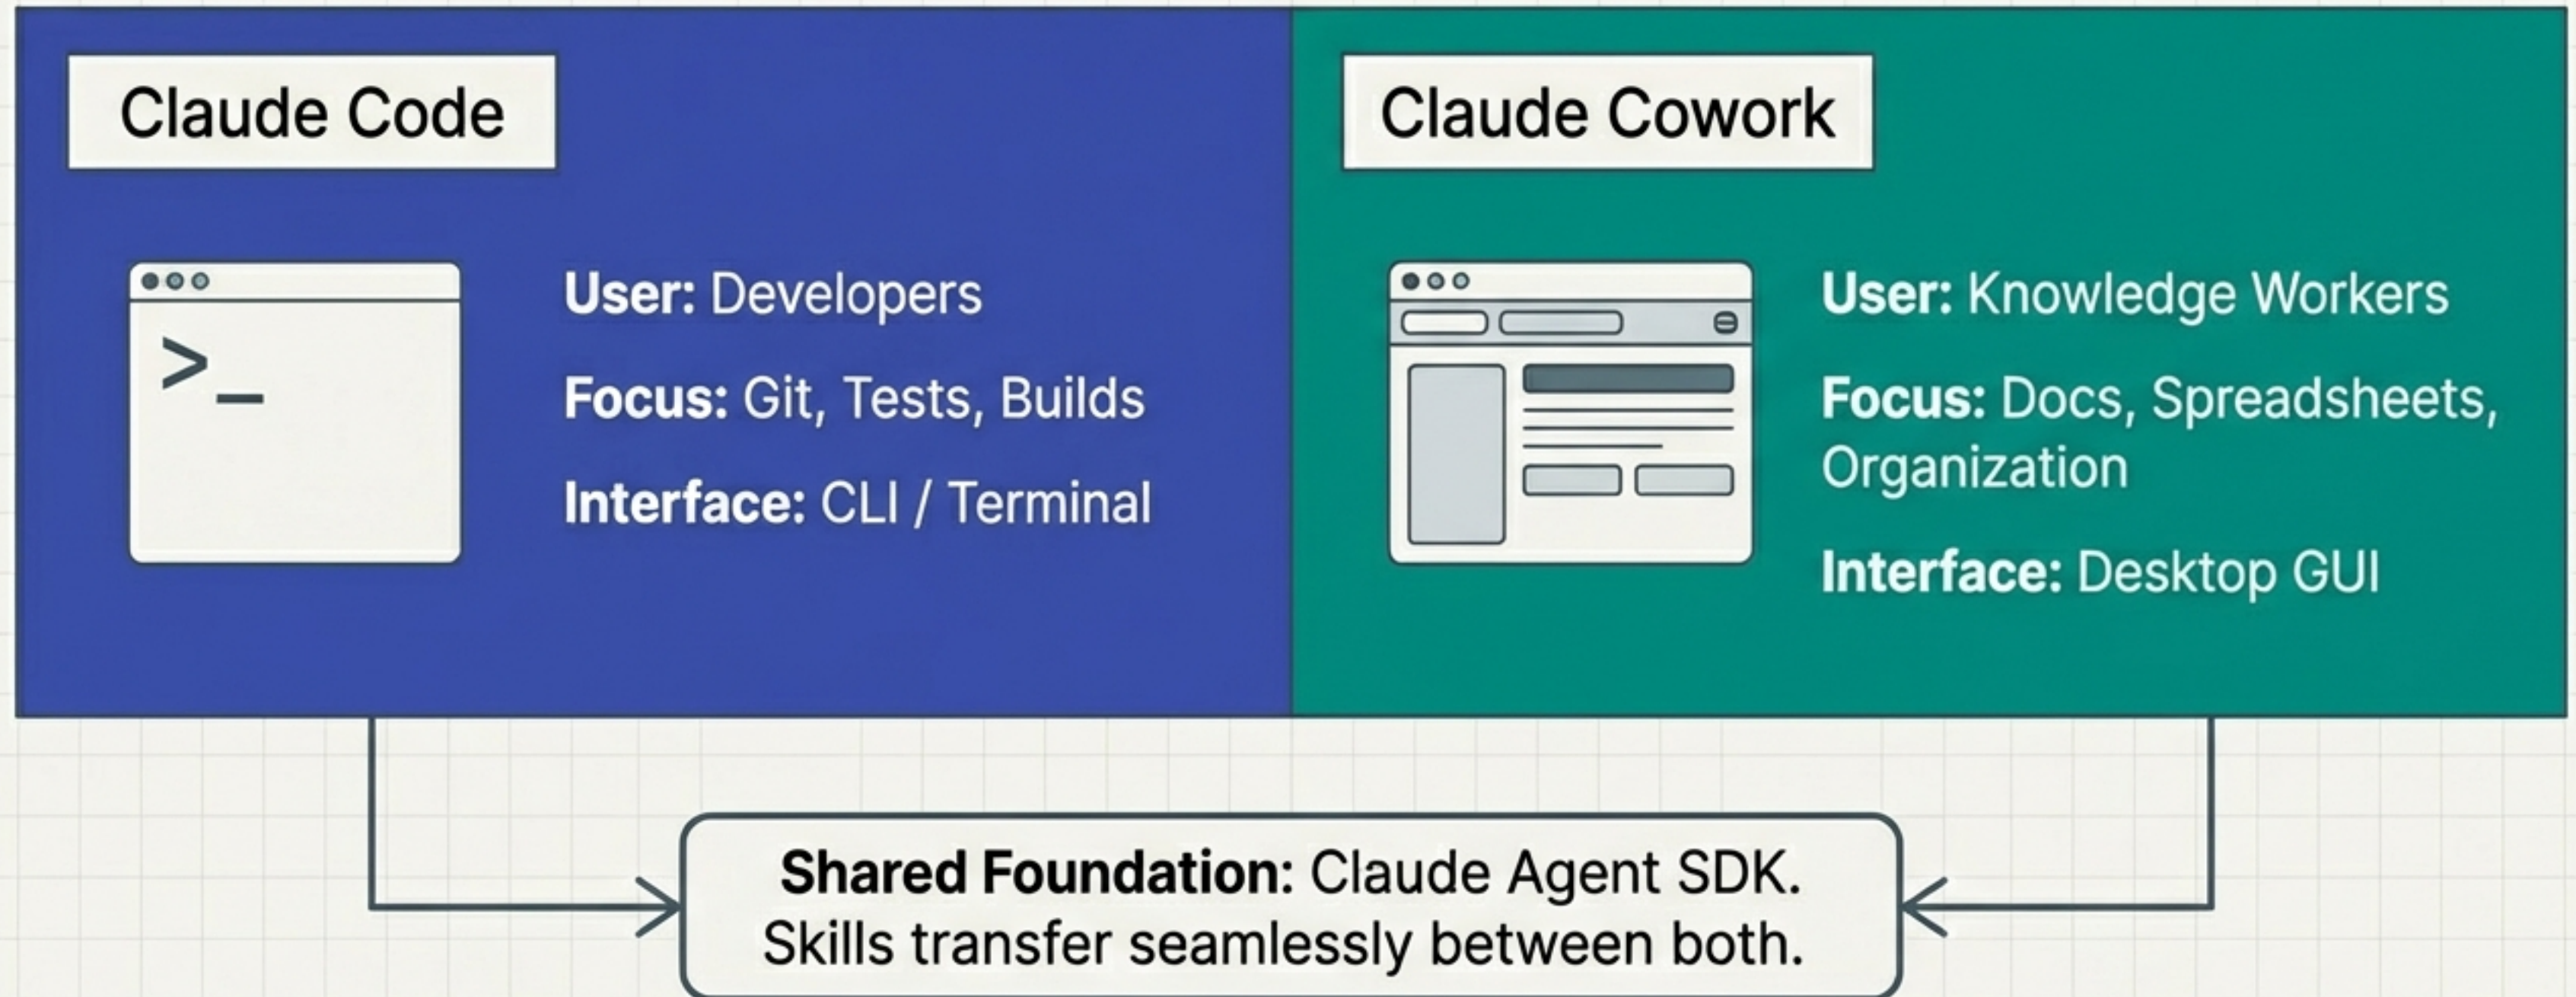 Claude Code
>_
User: Developers
Focus: Git, Tests, Builds
Interface: CLI / Terminal
Claude Cowork
User: Knowledge Workers
Focus: Docs, Spreadsheets,
Organization
Interface: Desktop GUI
Shared Foundation: Claude Agent SDK.
Skills transfer seamlessly between both.